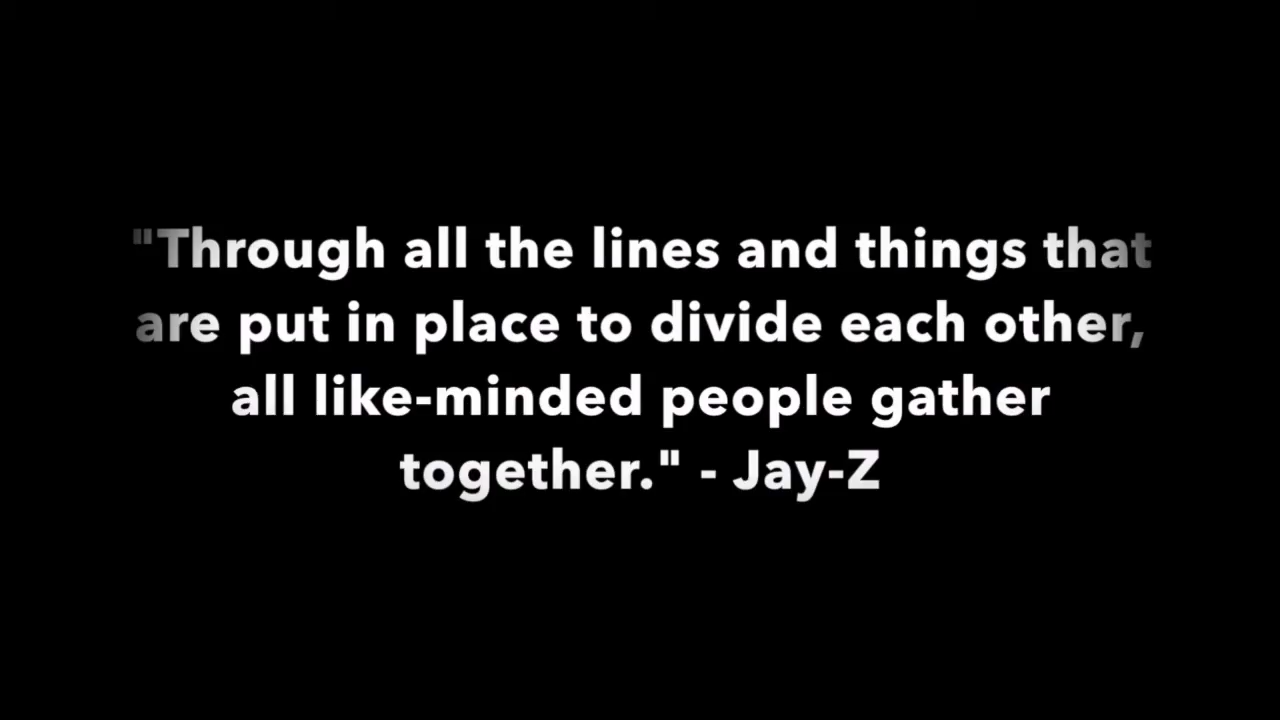 "Through all the lines and things that
are put in place to divide each other,
all like-minded people gather
together." - Jay-Z